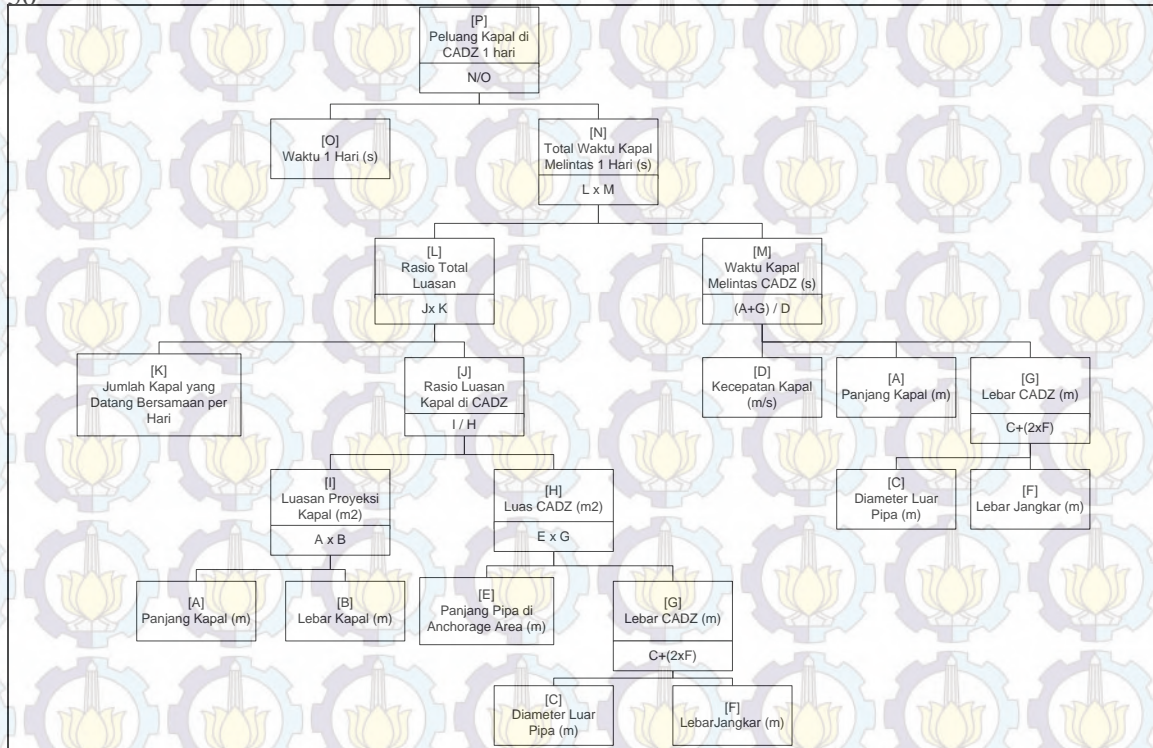 [P]
Peluang Kapal di
CADZ 1 hari
N/O
[O]
Waktu 1 Hari (s)
[N]
Total Waktu Kapal
Melintas 1 Hari (s)
L x M
[L]
Rasio Total
Luasan
Jx K
[M]
Waktu Kapal
Melintas CADZ (s)
(A+G) / D
[K]
Jumlah Kapal yang
Datang Bersamaan per
Hari
[J]
Rasio Luasan
Kapal di CADZ
I / H
[D]
Kecepatan Kapal
(m/s)
[A]
Panjang Kapal (m)
[G]
Lebar CADZ (m)
C+(2xF)
[I]
Luasan Proyeksi
Kapal (m2)
A x B
[H]
Luas CADZ (m2)
E x G
[C]
Diameter Luar
Pipa (m)
[F]
Lebar Jangkar (m)
[A]
Panjang Kapal (m)
[B]
Lebar Kapal (m)
[E]
Panjang Pipa di
Anchorage Area (m)
[G]
Lebar CADZ (m)
C+(2xF)
[C]
Diameter Luar
Pipa (m)
[F]
LebarJangkar (m)